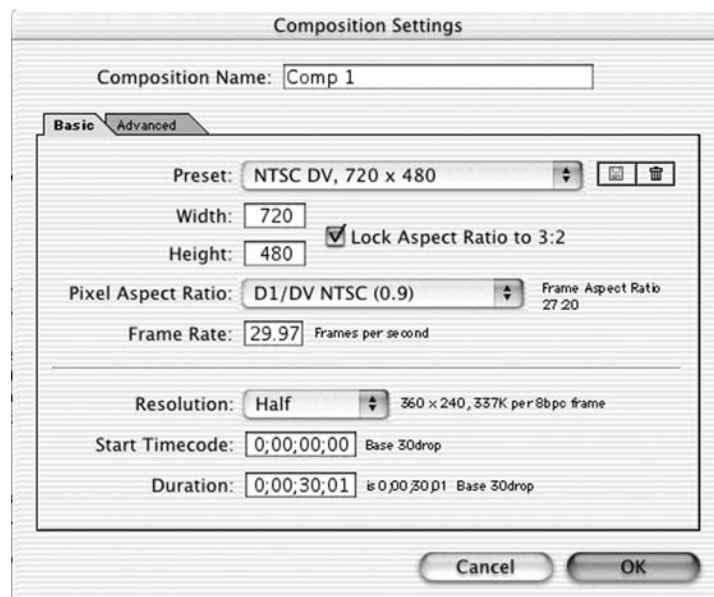 Composition Settings
Composition Name: Comp 1
Basic Advanced
Preset: NTSC DV, 720 x 480
Width: 720
Lock Aspect Ratio to 3:2
Height: 480
Pixel Aspect Ratio: D1/DV NTSC (0.9) Frame Aspect Ratio
27:20
Frame Rate: 29.97 Frames per second
Resolution: Half 360 x 240, 337K per 8bpc frame
Start Timecode: 0;00;00;00 Base 30drop
Duration: 0;00;30;01 is 0;00;30;01 Base 30drop
Cancel OK